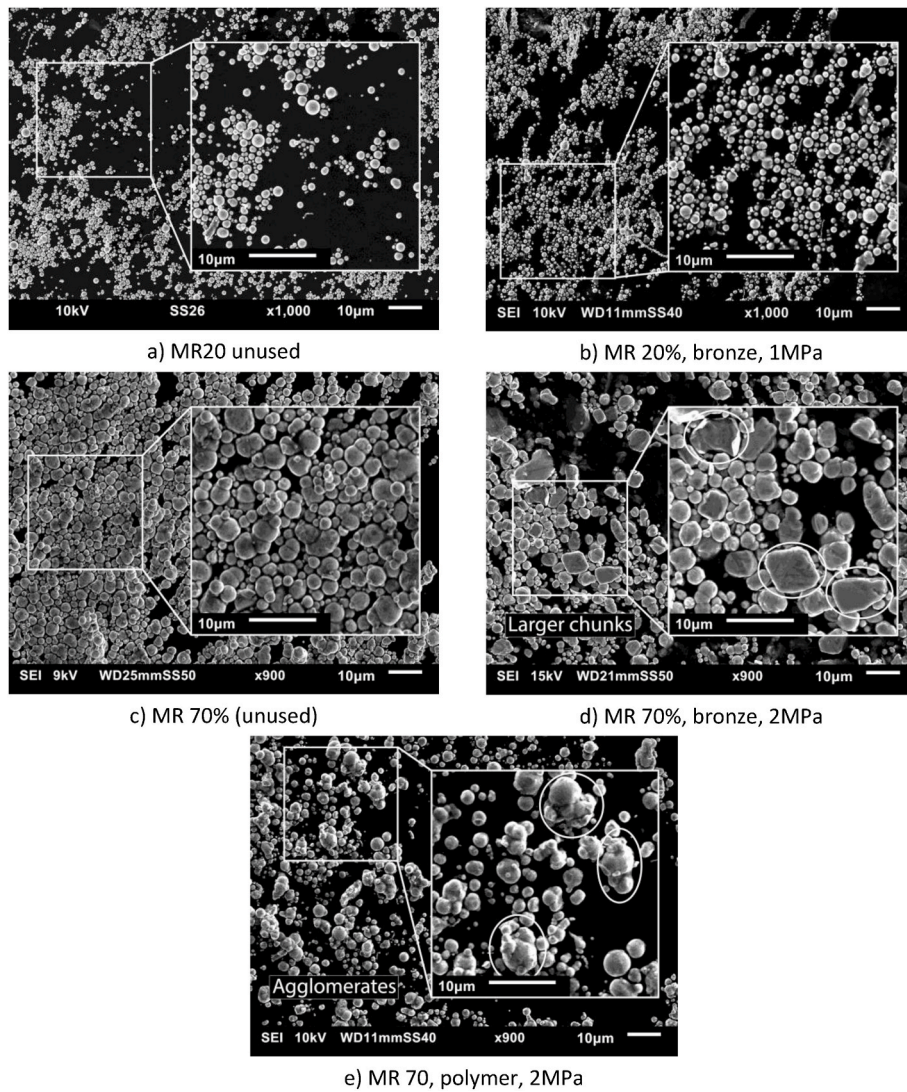 10μm
10kV SS26 x1,000 10μm
a) MR20 unused
10μm
SEI 10kV WD11mmSS40 x1,000 10μm
b) MR 20%, bronze, 1MPa
10μm
SEI 9kV WD25mmSS50 x900 10μm
c) MR 70% (unused)
Larger chunks
10μm
SEI 15kV WD21mmSS50 x900 10μm
d) MR 70%, bronze, 2MPa
Agglomerates
10μm
SEI 10kV WD11mmSS40 x900 10μm
e) MR 70, polymer, 2MPa